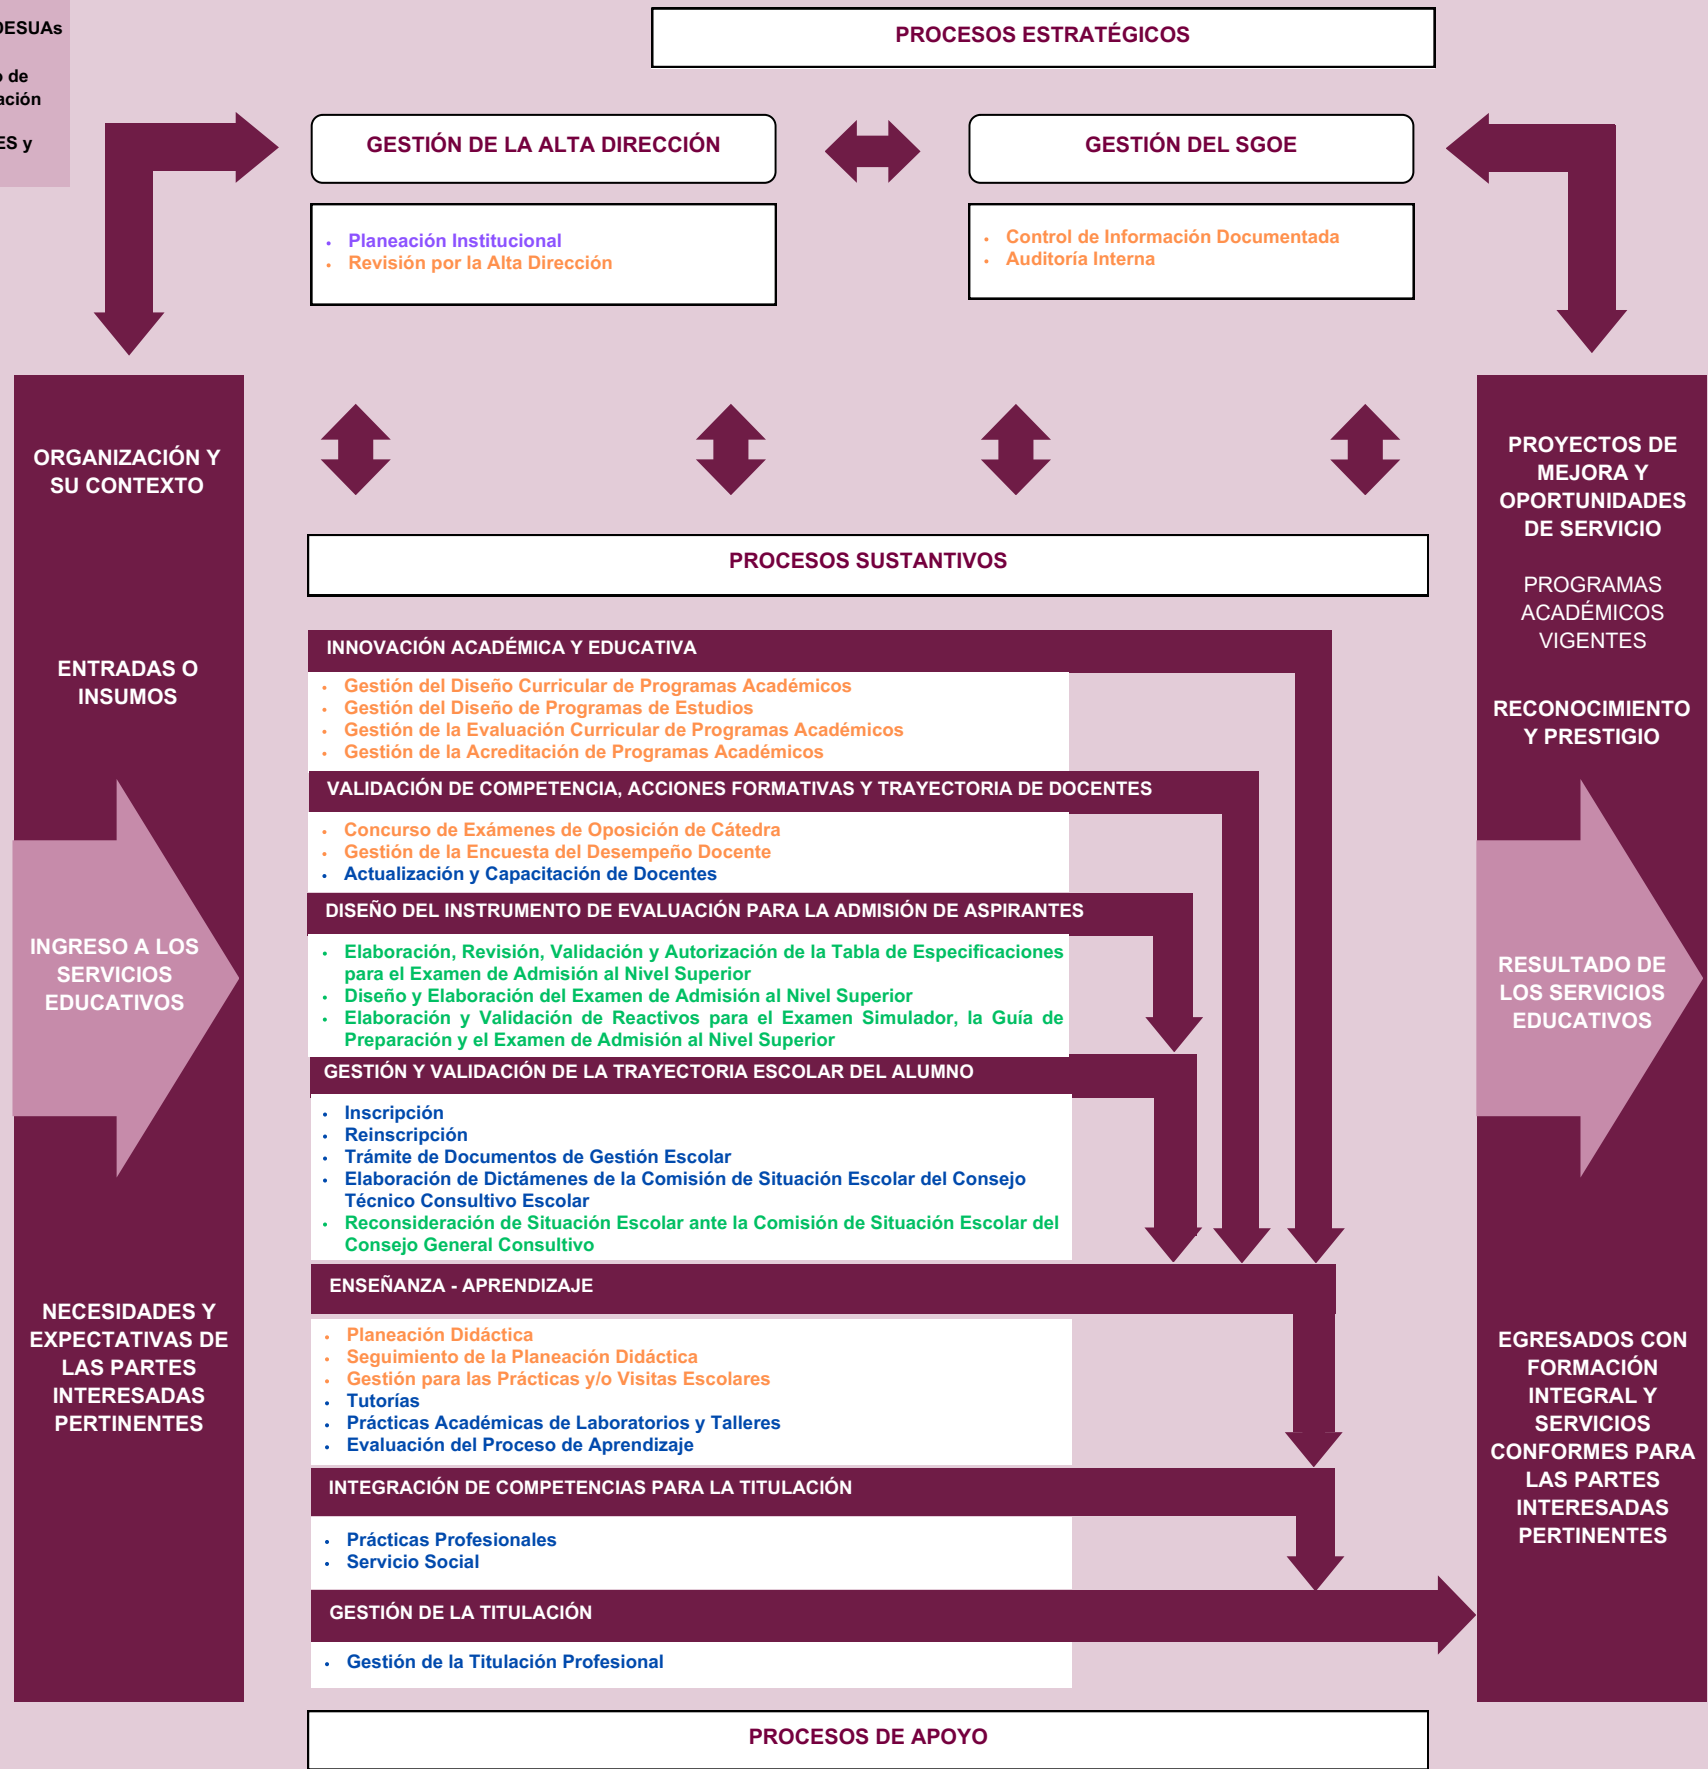 DESUAs
de
ES y
PROCESOS ESTRATÉGICOS
GESTIÓN DE LA ALTA DIRECCIÓN
GESTIÓN DEL SGOE
• Planeación Institucional
• Revisión por la Alta Dirección
• Control de Información Documentada
• Auditoría Interna
ORGANIZACIÓN Y
SU CONTEXTO
ENTRADAS O
INSUMOS
INGRESO A LOS
SERVICIOS
EDUCATIVOS
NECESIDADES Y
EXPECTATIVAS DE
LAS PARTES
INTERESADAS
PERTINENTES
PROCESOS SUSTANTIVOS
INNOVACIÓN ACADÉMICA Y EDUCATIVA
• Gestión del Diseño Curricular de Programas Académicos
• Gestión del Diseño de Programas de Estudios
• Gestión de la Evaluación Curricular de Programas Académicos
• Gestión de la Acreditación de Programas Académicos
VALIDACIÓN DE COMPETENCIA, ACCIONES FORMATIVAS Y TRAYECTORIA DE DOCENTES
• Concurso de Exámenes de Oposición de Cátedra
• Gestión de la Encuesta del Desempeño Docente
• Actualización y Capacitación de Docentes
DISEÑO DEL INSTRUMENTO DE EVALUACIÓN PARA LA ADMISIÓN DE ASPIRANTES
• Elaboración, Revisión, Validación y Autorización de la Tabla de Especificaciones
para el Examen de Admisión al Nivel Superior
• Diseño y Elaboración del Examen de Admisión al Nivel Superior
• Elaboración y Validación de Reactivos para el Examen Simulador, la Guía de
Preparación y el Examen de Admisión al Nivel Superior
GESTIÓN Y VALIDACIÓN DE LA TRAYECTORIA ESCOLAR DEL ALUMNO
• Inscripción
• Reinscripción
• Trámite de Documentos de Gestión Escolar
• Elaboración de Dictámenes de la Comisión de Situación Escolar del Consejo
Técnico Consultivo Escolar
• Reconsideración de Situación Escolar ante la Comisión de Situación Escolar del
Consejo General Consultivo
ENSEÑANZA - APRENDIZAJE
• Planeación Didáctica
• Seguimiento de la Planeación Didáctica
• Gestión para las Prácticas y/o Visitas Escolares
• Tutorías
• Prácticas Académicas de Laboratorios y Talleres
• Evaluación del Proceso de Aprendizaje
INTEGRACIÓN DE COMPETENCIAS PARA LA TITULACIÓN
• Prácticas Profesionales
• Servicio Social
GESTIÓN DE LA TITULACIÓN
• Gestión de la Titulación Profesional
PROYECTOS DE
MEJORA Y
OPORTUNIDADES
DE SERVICIO
PROGRAMAS
ACADÉMICOS
VIGENTES
RECONOCIMIENTO
Y PRESTIGIO
RESULTADO DE
LOS SERVICIOS
EDUCATIVOS
EGRESADOS CON
FORMACIÓN
INTEGRAL Y
SERVICIOS
CONFORMES PARA
LAS PARTES
INTERESADAS
PERTINENTES
PROCESOS DE APOYO